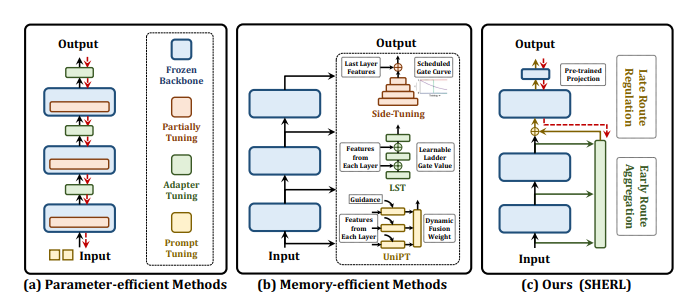 Output
Input
Frozen
Backbone
Partially
Tuning
Adapter
Tuning
Prompt
Tuning
(a) Parameter-efficient Methods
Output
Last Layer
Features
Scheduled
Gate Curve
Side-Tuning
Features
from
Each Layer
Learnable
Ladder
Gate Value
LST
Guidance
Features
from
Each Layer
Dynamic
Fusion
Weight
UniPT
Input
(b) Memory-efficient Methods
Output
Pre-trained
Projection
Late Route
Regulation
Early Route
Aggregation
Input
(c) Ours (SHERL)